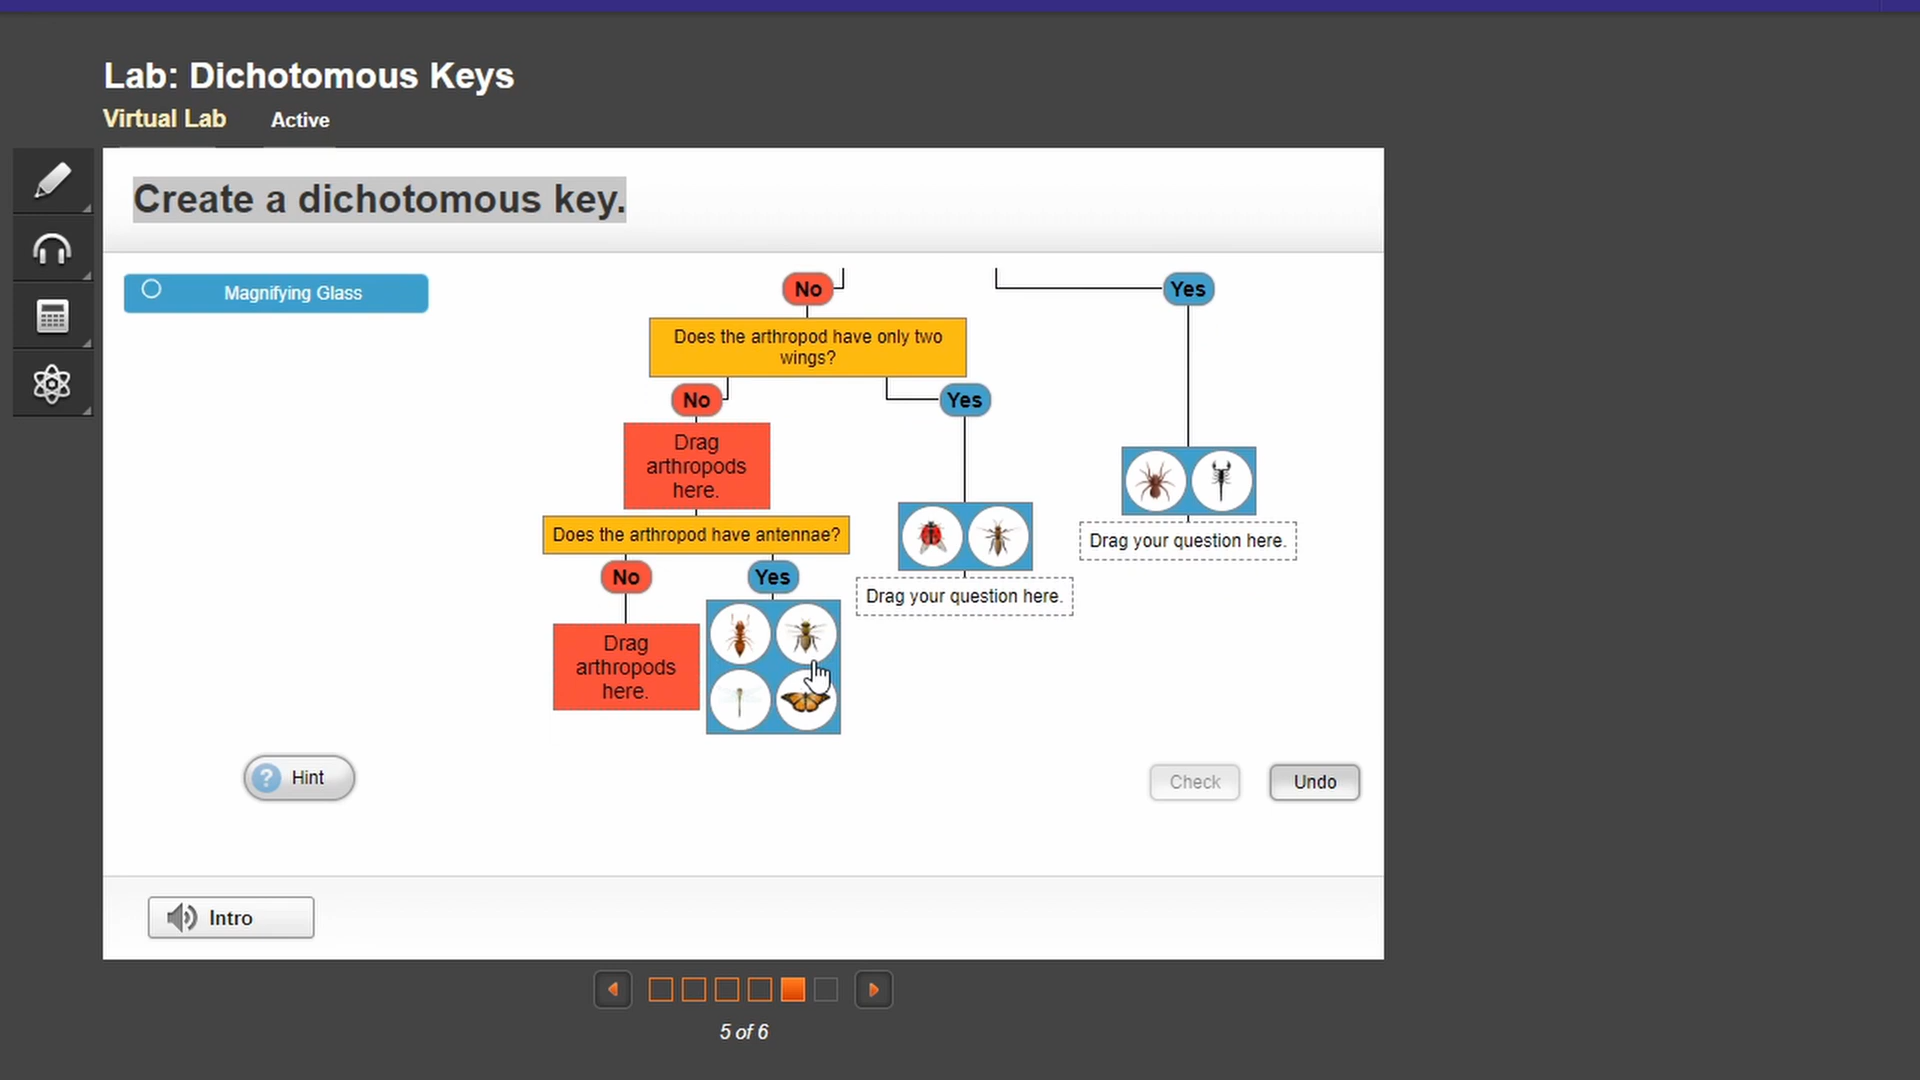 Lab: Dichotomous Keys
Virtual Lab
Active
Create a dichotomous key.
Magnifying Glass
No
Yes
Does the arthropod have only two
wings?
No
Yes
Drag
arthropods
here.
Does the arthropod have antennae?
Drag your question here.
No
Yes
Drag your question here.
Drag
arthropods
here.
? Hint
Check
Undo
Intro
5 of 6